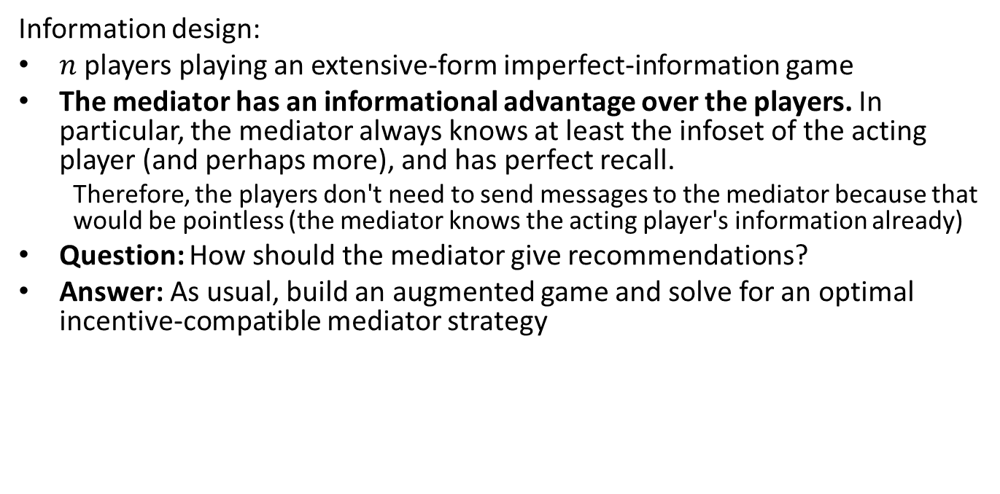 Information design:
• n players playing an extensive-form imperfect-information game
• The mediator has an informational advantage over the players. In
particular, the mediator always knows at least the infoset of the acting
player (and perhaps more), and has perfect recall.
Therefore, the players don't need to send messages to the mediator because that
would be pointless (the mediator knows the acting player's information already)
• Question: How should the mediator give recommendations?
• Answer: As usual, build an augmented game and solve for an optimal
incentive-compatible mediator strategy